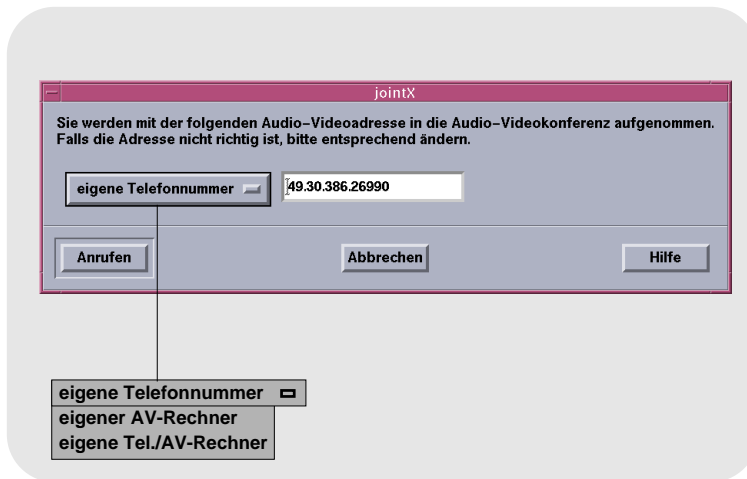 jointX
Sie werden mit der folgenden Audio–Videoadresse in die Audio–Videokonferenz aufgenommen.
Falls die Adresse nicht richtig ist, bitte entsprechend ändern.
eigene Telefonnummer 49.30.386.26990
Anrufen Abbrechen Hilfe
eigene Telefonnummer
eigener AV-Rechner
eigene Tel./AV-Rechner